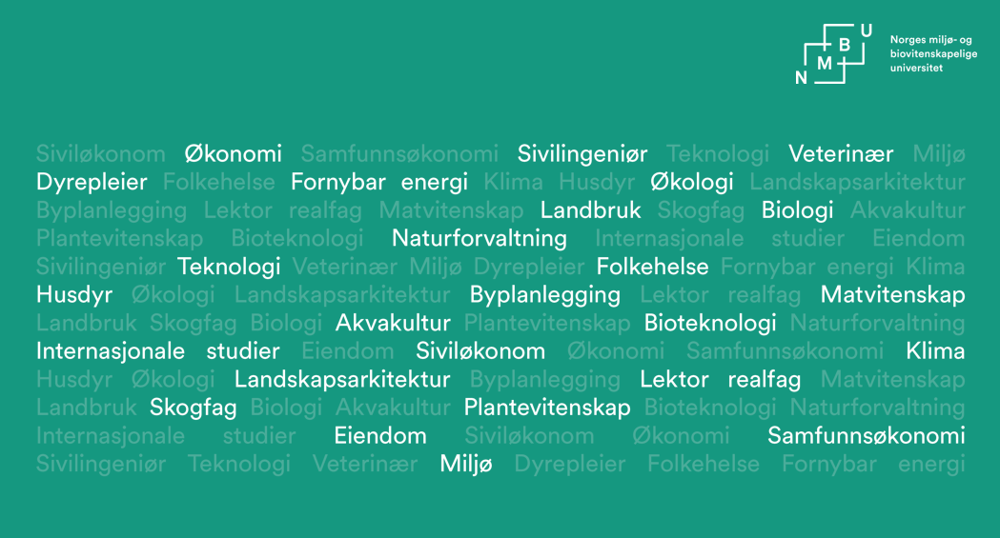 N M B U
Norges miljø- og
biovitenskapelige
universitet
Siviløkonom Økonomi Samfunnsøkonomi Sivilingeniør Teknologi Veterinær Miljø
Dyrepleier Folkehelse Fornybar energi Klima Husdyr Økologi Landskapsarkitektur
Byplanlegging Lektor realfag Matvitenskap Landbruk Skogfag Biologi Akvakultur
Plantevitenskap Bioteknologi Naturforvaltning Internasjonale studier Eiendom
Sivilingeniør Teknologi Veterinær Miljø Dyrepleier Folkehelse Fornybar energi Klima
Husdyr Økologi Landskapsarkitektur Byplanlegging Lektor realfag Matvitenskap
Landbruk Skogfag Biologi Akvakultur Plantevitenskap Bioteknologi Naturforvaltning
Internasjonale studier Eiendom Siviløkonom Økonomi Samfunnsøkonomi Klima
Husdyr Økologi Landskapsarkitektur Byplanlegging Lektor realfag Matvitenskap
Landbruk Skogfag Biologi Akvakultur Plantevitenskap Bioteknologi Naturforvaltning
Internasjonale studier Eiendom Siviløkonom Økonomi Samfunnsøkonomi
Sivilingeniør Teknologi Veterinær Miljø Dyrepleier Folkehelse Fornybar energi